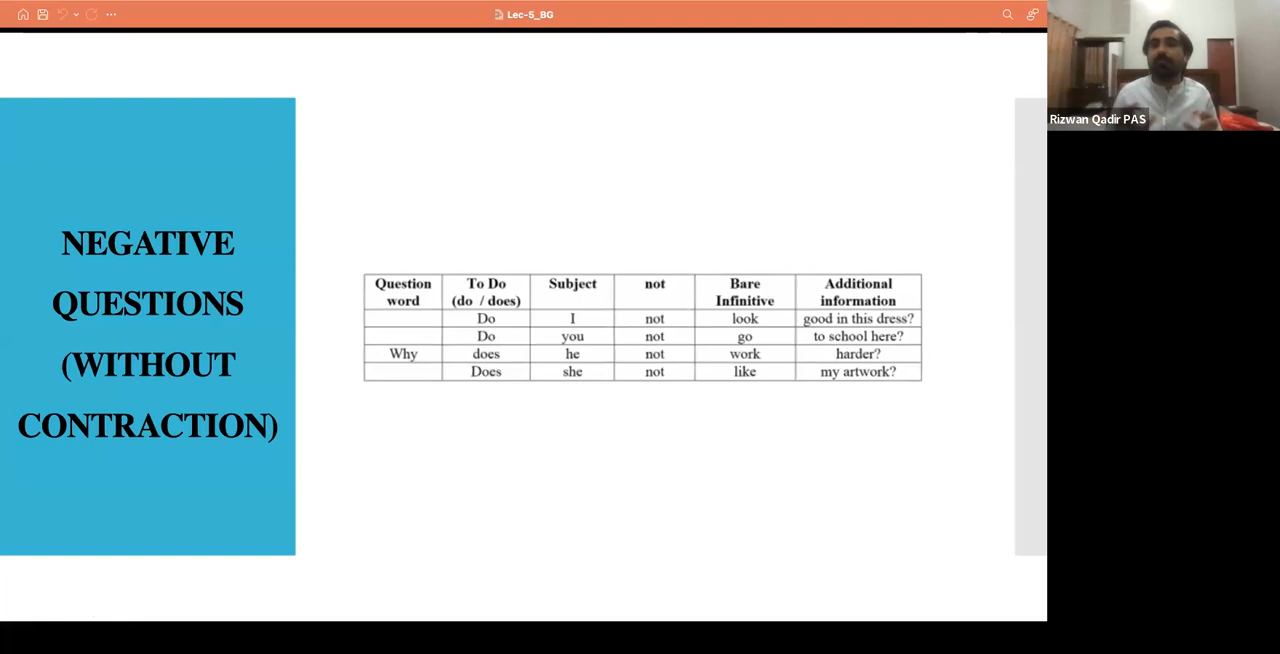 Lec-5_BG
Rizwan Qadir PAS
NEGATIVE
QUESTIONS
(WITHOUT
CONTRACTION)
Question word To Do (do / does) Subject not Bare Infinitive Additional information
Do I not look good in this dress?
Do you not go to school here?
Why does he not work harder?
Does she not like my artwork?